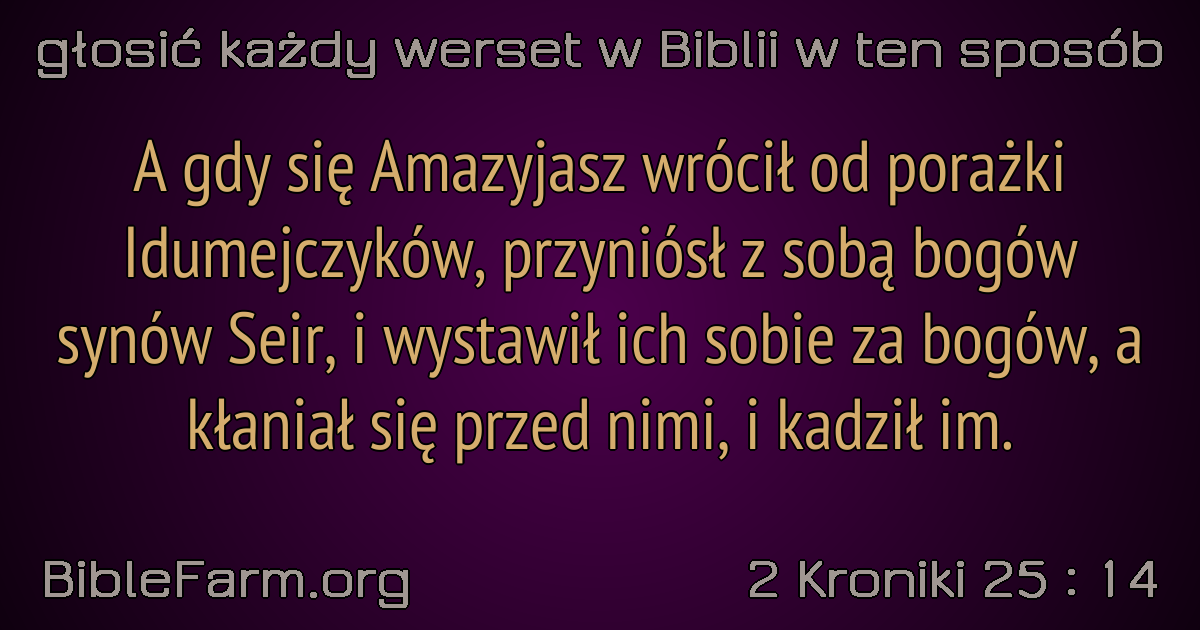 głosić każdy werset w Biblii w ten sposób
A gdy się Amazyjasz wrócił od porażki
Idumejczyków, przyniósł z sobą bogów
synów Seir, i wystawił ich sobie za bogów, a
kłaniał się przed nimi, i kadził im.
BibleFarm.org
2 Kroniki 25 : 14